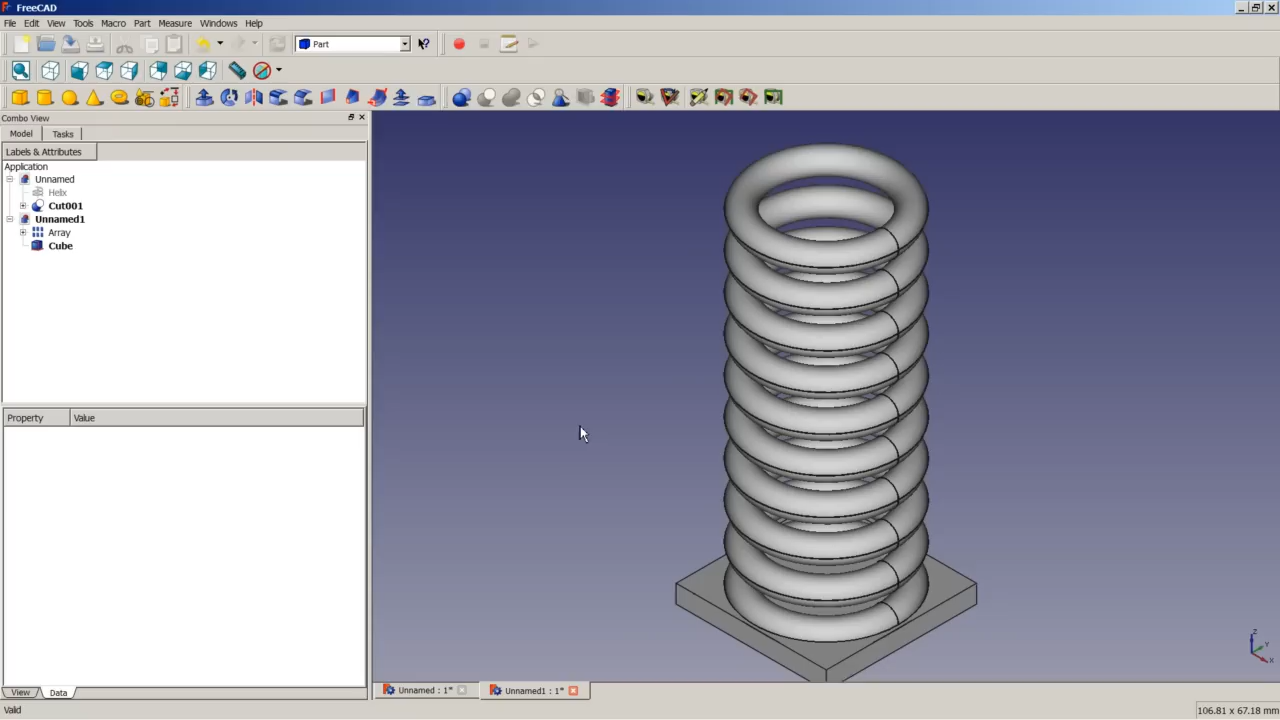 FreeCAD
File Edit View Tools Macro Part Measure Windows Help
Part
Combo View
Model Tasks
Labels & Attributes
Application
Unnamed
Helix
Cut001
Unnamed1
Array
Cube
Property Value
View Data
Unnamed : 1*
Unnamed1 : 1*
Z
Y
X
Valid
106.81 x 67.18 mm